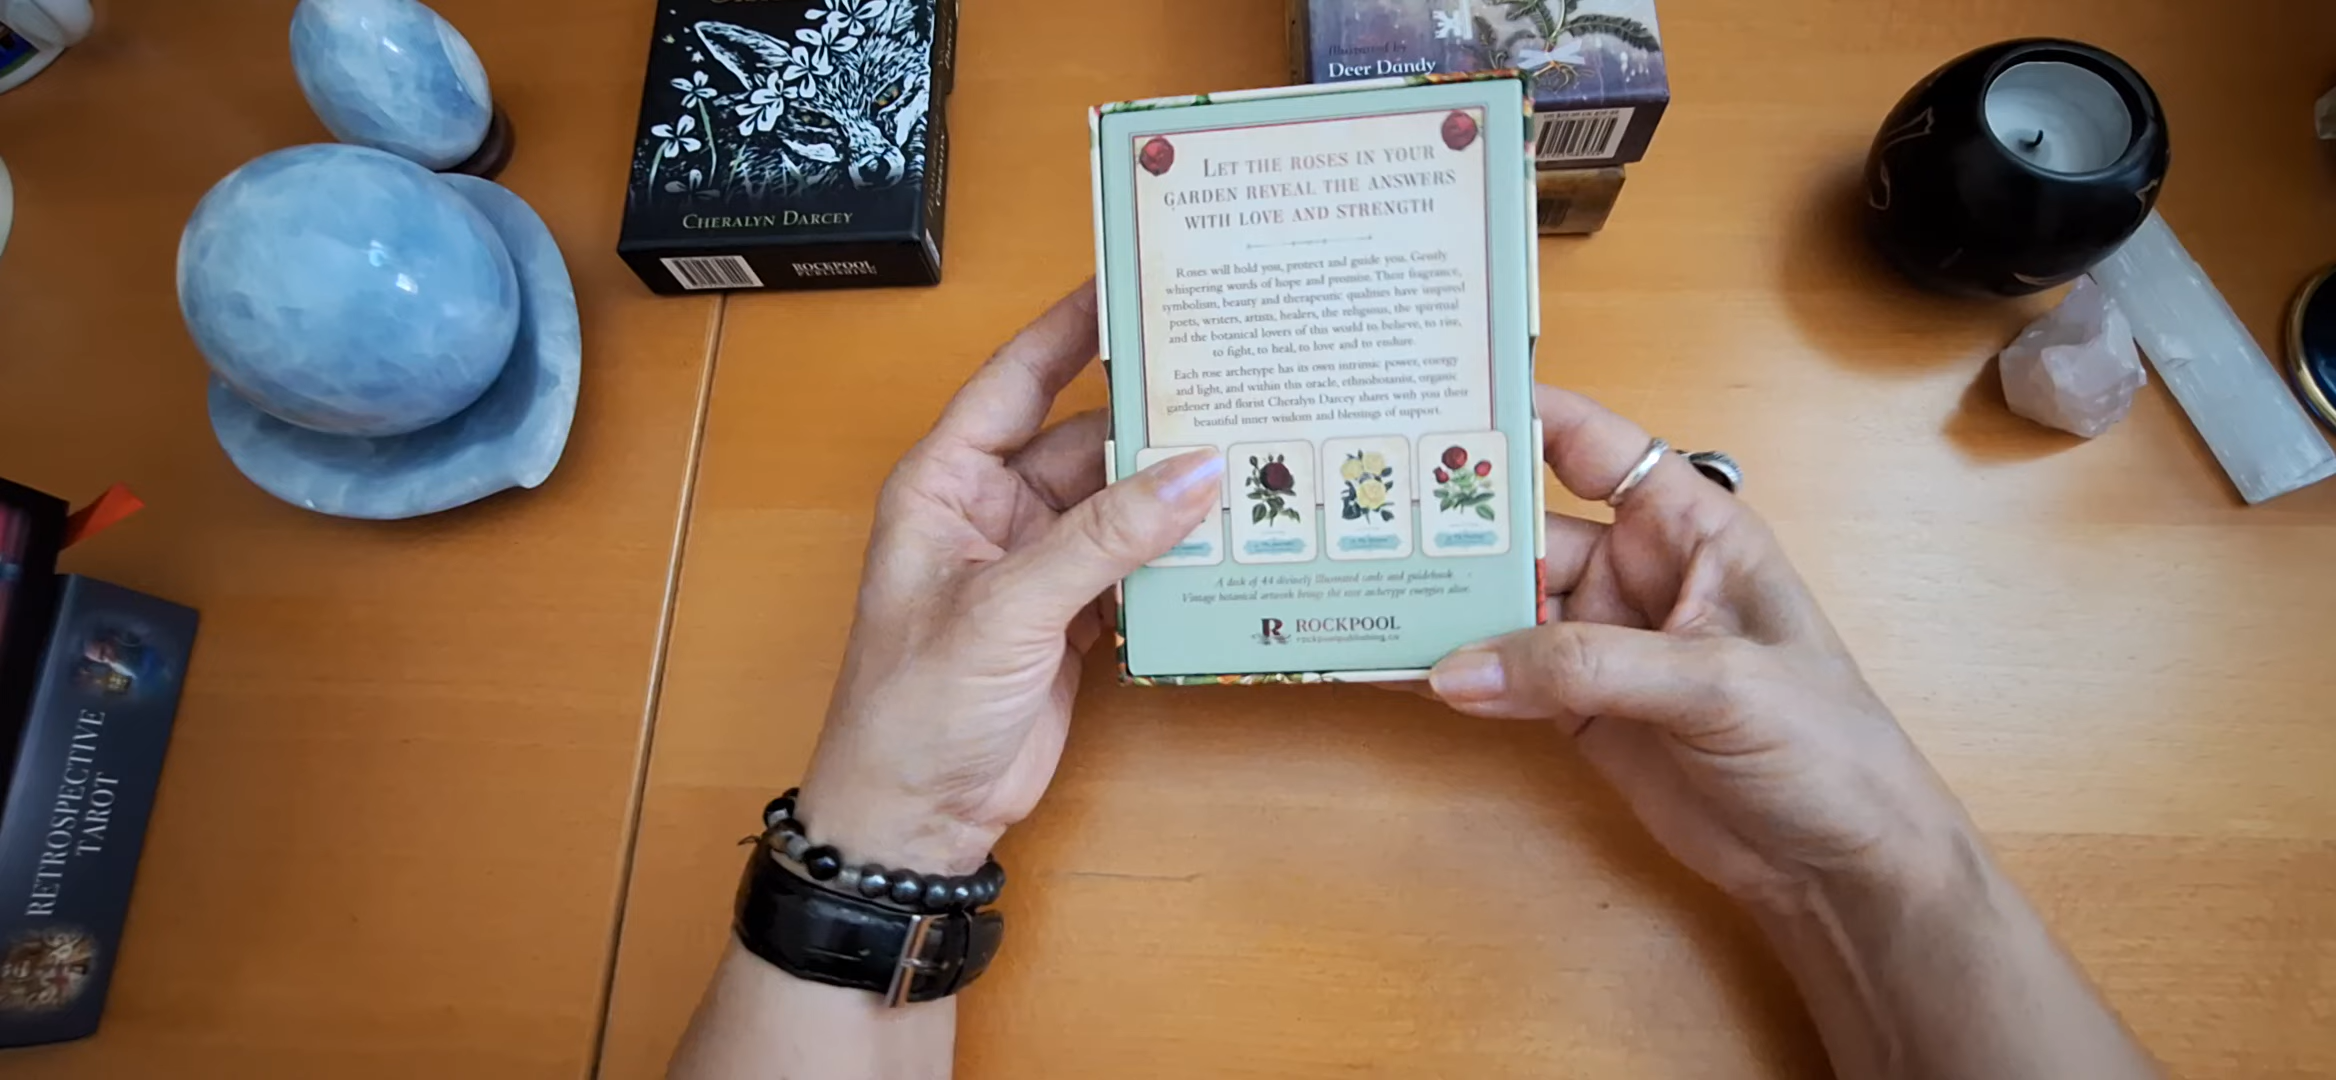 Illustrated by
Deer Dandy
CHERALYN DARCEY
ROCKPOOL
PUBLISHING
LET THE ROSES IN YOUR
GARDEN REVEAL THE ANSWERS
WITH LOVE AND STRENGTH
Roses will hold you, protect and guide you. Gently
whispering words of hope and promise. Their fragrance,
symbolism, beauty and therapeutic qualities have inspired
poets, writers, artists, healers, the religious, the spiritual
and the botanical lovers of this world to believe, to rise,
to fight, to heal, to love and to endure.
Each rose archetype has its own intrinsic power, energy
and light, and within this oracle, ethnobotanist, organic
gardener and florist Cheralyn Darcey shares with you their
beautiful inner wisdom and blessings of support.
A deck of 44 divinely illustrated cards and guidebook
Vintage botanical artwork brings the rose archetype energies alive.
R ROCKPOOL
rockpoolpublishing.co
RETROSPECTIVE
TAROT